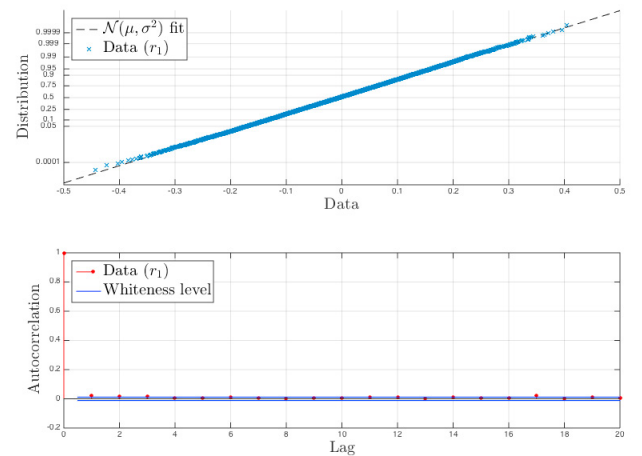 0.9999
0.999
0.99
0.95
0.9
0.75
0.5
0.25
0.1
0.05
0.0001
Distribution
𝒩(μ, σ²) fit
Data (r₁)
-0.5 -0.4 -0.3 -0.2 -0.1 0 0.1 0.2 0.3 0.4 0.5
Data
1
0.8
0.6
0.4
0.2
0
-0.2
Autocorrelation
Data (r₁)
Whiteness level
0 2 4 6 8 10 12 14 16 18 20
Lag